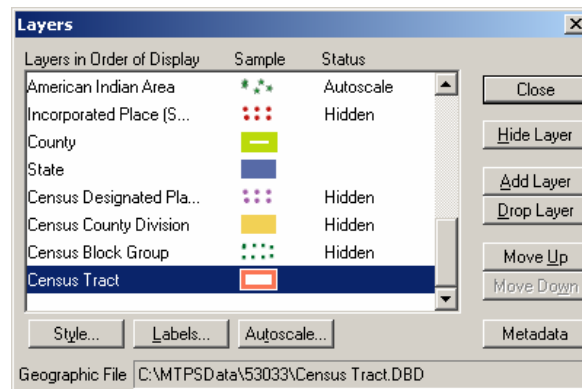 Layers
Layers in Order of Display Sample Status
American Indian Area Autoscale
Incorporated Place (S... Hidden
County
State
Census Designated Pla... Hidden
Census County Division Hidden
Census Block Group Hidden
Census Tract
Close
Hide Layer
Add Layer
Drop Layer
Move Up
Move Down
Style... Labels... Autoscale... Metadata
Geographic File C:\MTPSData\53033\Census Tract.DBD